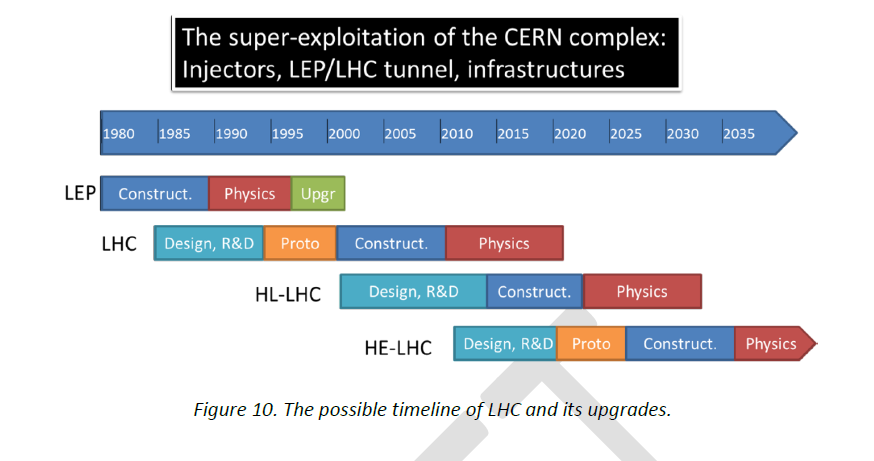 The super-exploitation of the CERN complex:
Injectors, LEP/LHC tunnel, infrastructures
1980 1985 1990 1995 2000 2005 2010 2015 2020 2025 2030 2035
LEP Construct. Physics Upgr
LHC Design, R&D Proto Construct. Physics
HL-LHC Design, R&D Construct. Physics
HE-LHC Design, R&D Proto Construct. Physics
Figure 10. The possible timeline of LHC and its upgrades.